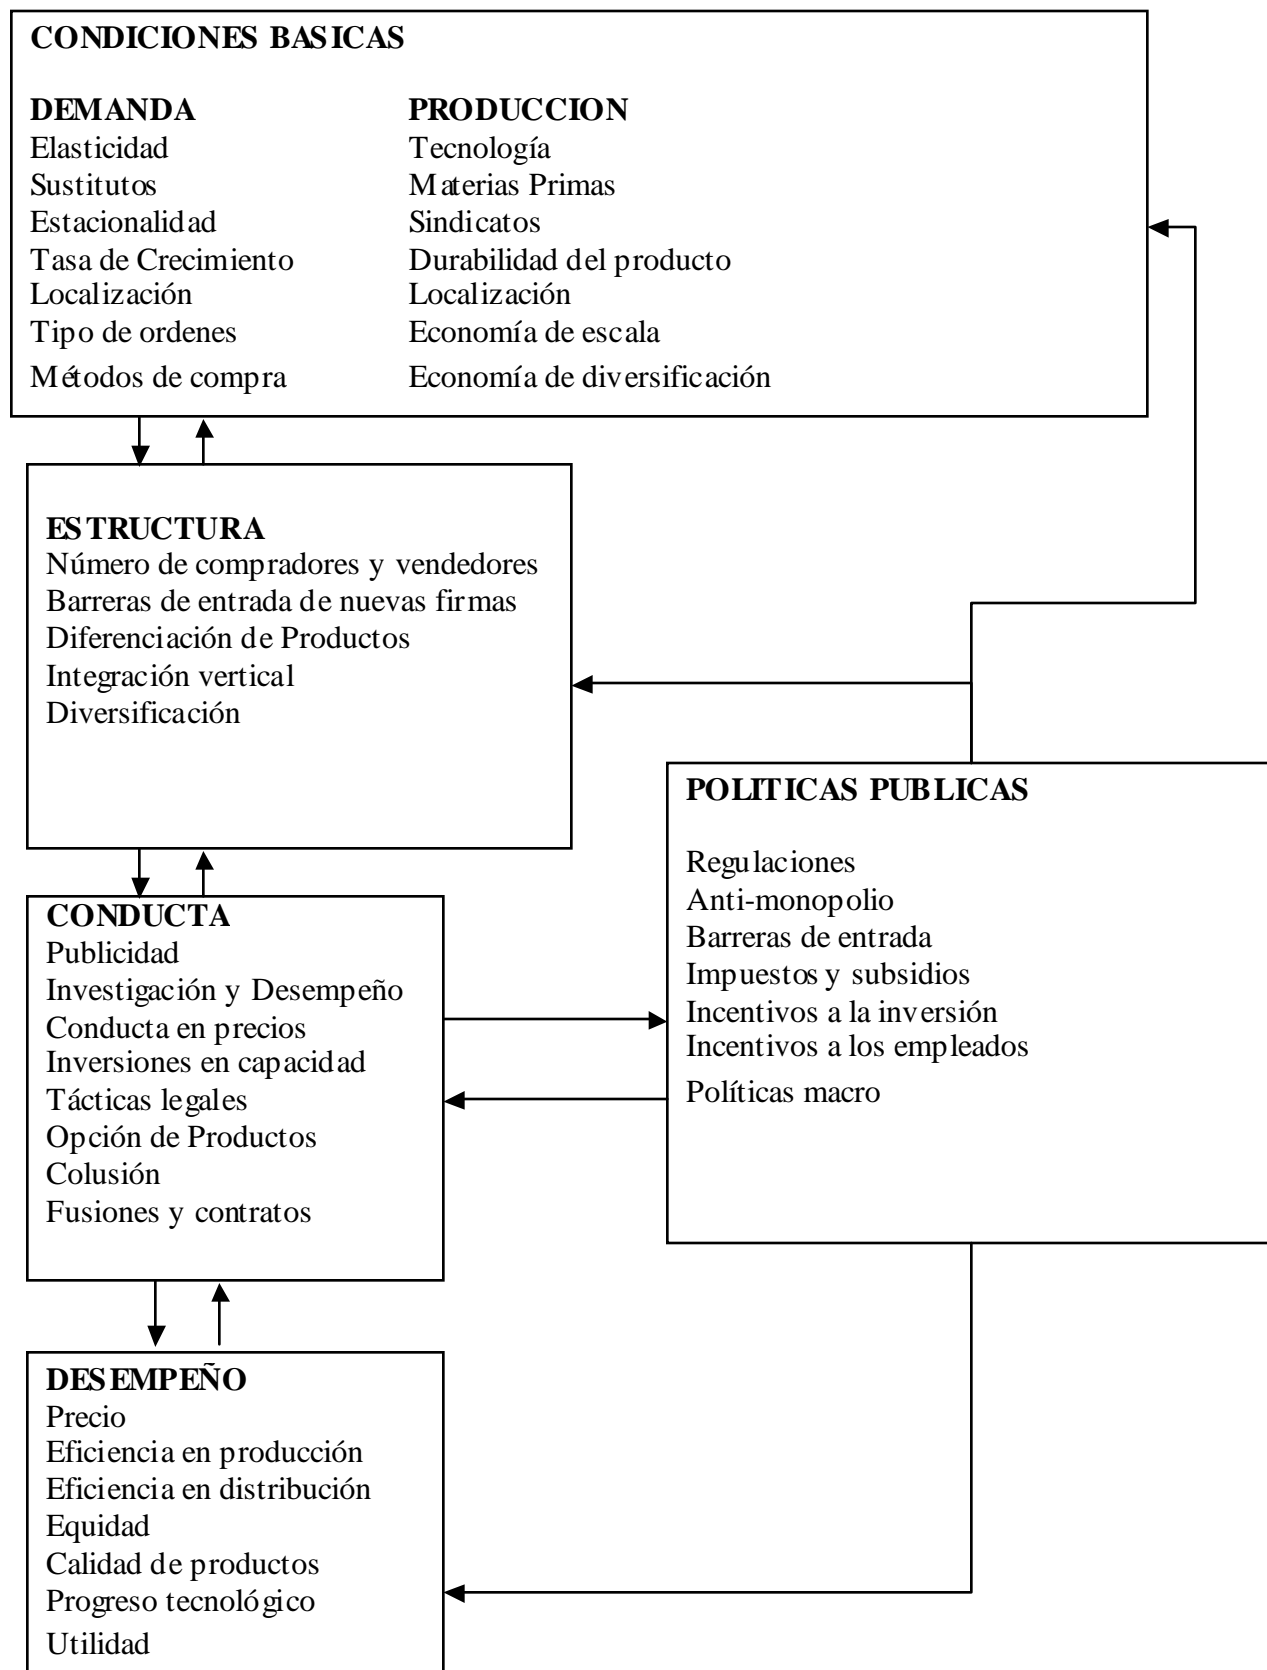 CONDICIONES BASICAS
DEMANDA PRODUCCION
Elasticidad Tecnología
Sustitutos Materias Primas
Estacionalidad Sindicatos
Tasa de Crecimiento Durabilidad del producto
Localización Localización
Tipo de ordenes Economía de escala
Métodos de compra Economía de diversificación
ESTRUCTURA
Número de compradores y vendedores
Barreras de entrada de nuevas firmas
Diferenciación de Productos
Integración vertical
Diversificación
POLITICAS PUBLICAS
Regulaciones
Anti-monopolio
Barreras de entrada
Impuestos y subsidios
Incentivos a la inversión
Incentivos a los empleados
Políticas macro
CONDUCTA
Publicidad
Investigación y Desempeño
Conducta en precios
Inversiones en capacidad
Tácticas legales
Opción de Productos
Colusión
Fusiones y contratos
DESEMPEÑO
Precio
Eficiencia en producción
Eficiencia en distribución
Equidad
Calidad de productos
Progreso tecnológico
Utilidad